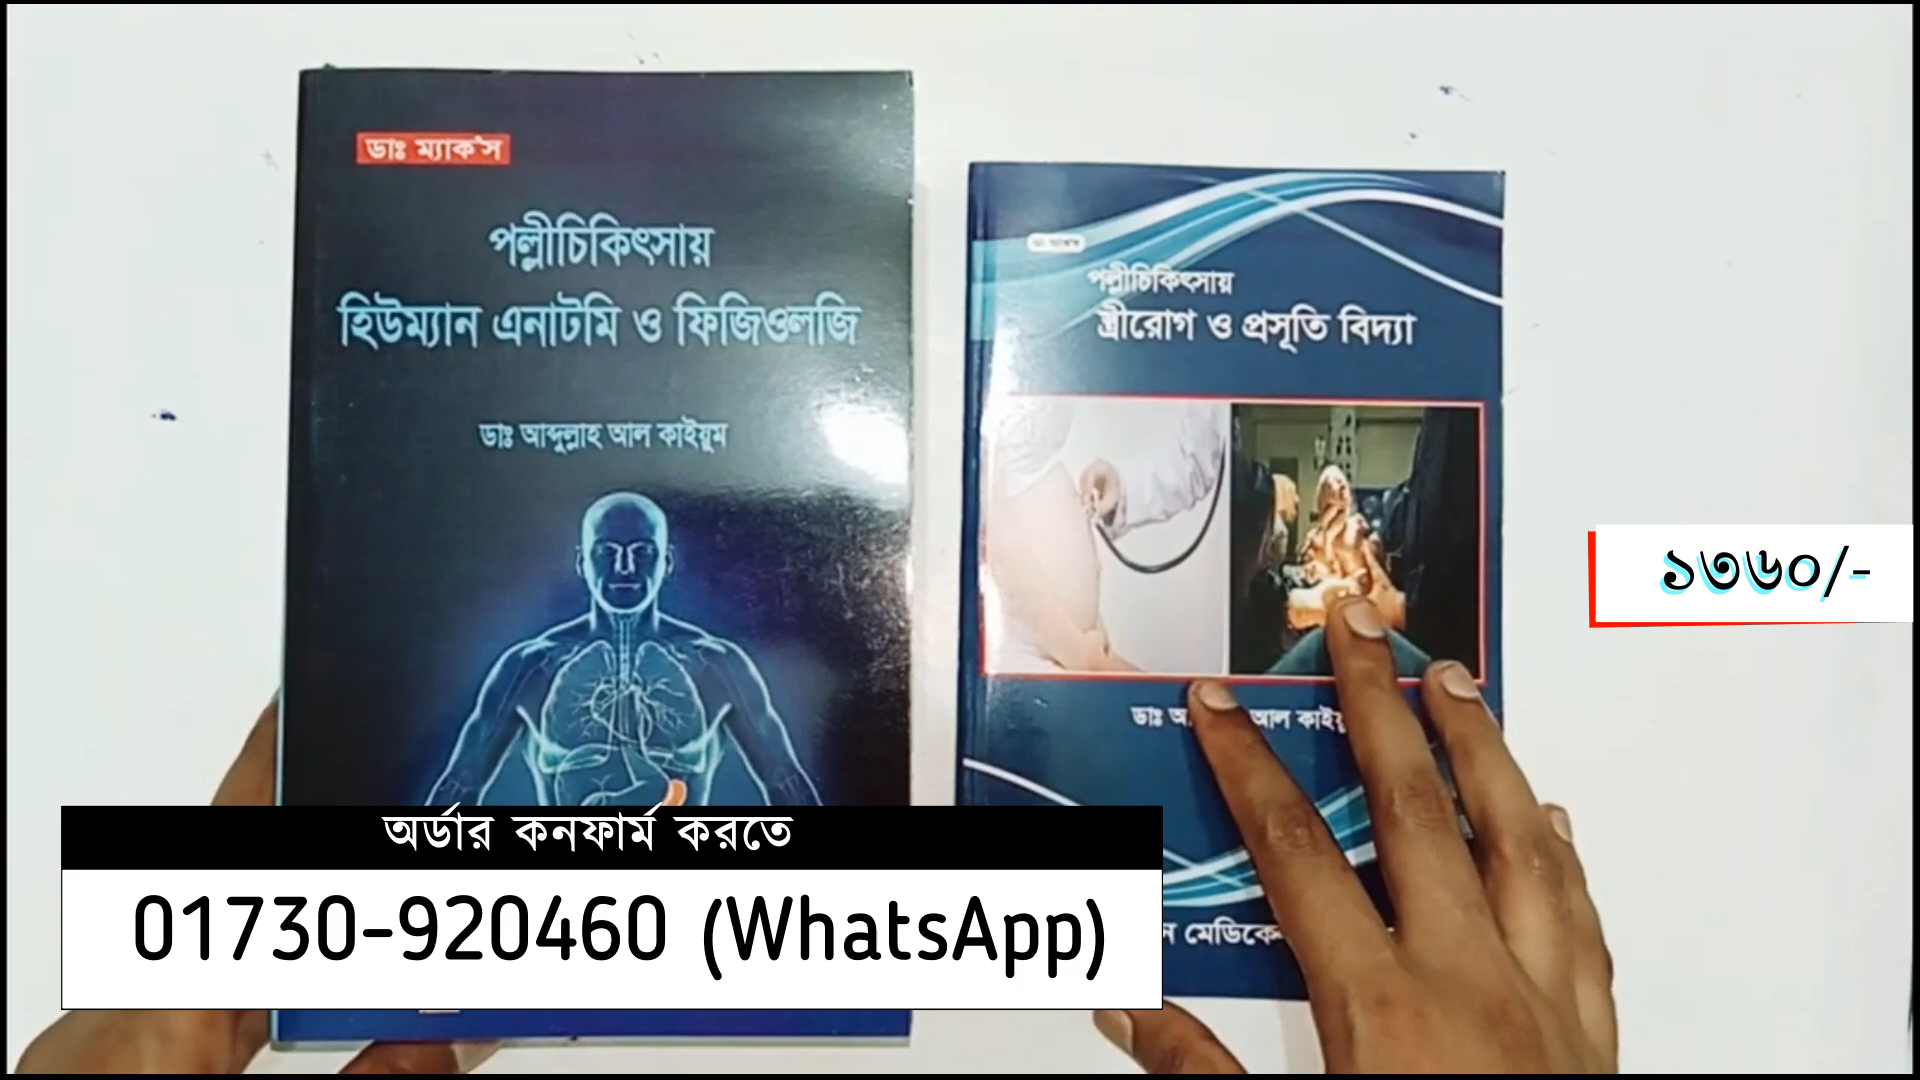 ডাঃ ম্যাক'স
পল্লীচিকিৎসায়
হিউম্যান এনাটমি ও ফিজিওলজি
ডাঃ আব্দুল্লাহ আল কাইয়ুম
পল্লীচিকিৎসায়
স্ত্রীরোগ ও প্রসূতি বিদ্যা
ডাঃ আল
১৩৬০/-
অর্ডার কনফার্ম করতে
01730-920460 (WhatsApp)